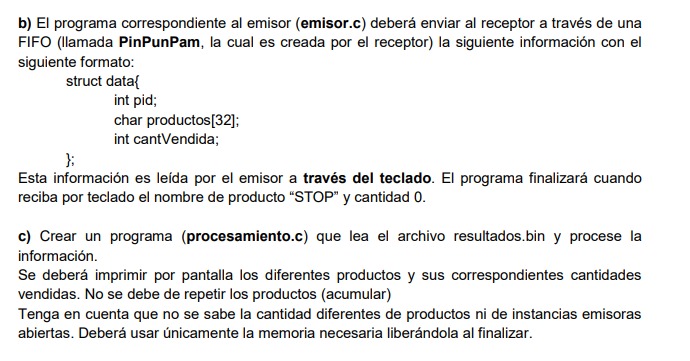 b) El programa correspondiente al emisor (emisor.c) deberá enviar al receptor a través de una
FIFO (llamada PinPunPam, la cual es creada por el receptor) la siguiente información con el
siguiente formato:
struct data{
int pid;
char productos[32];
int cantVendida;
};
Esta información es leída por el emisor a través del teclado. El programa finalizará cuando
reciba por teclado el nombre de producto “STOP” y cantidad 0.
c) Crear un programa (procesamiento.c) que lea el archivo resultados.bin y procese la
información.
Se deberá imprimir por pantalla los diferentes productos y sus correspondientes cantidades
vendidas. No se debe de repetir los productos (acumular)
Tenga en cuenta que no se sabe la cantidad diferentes de productos ni de instancias emisoras
abiertas. Deberá usar únicamente la memoria necesaria liberándola al finalizar.